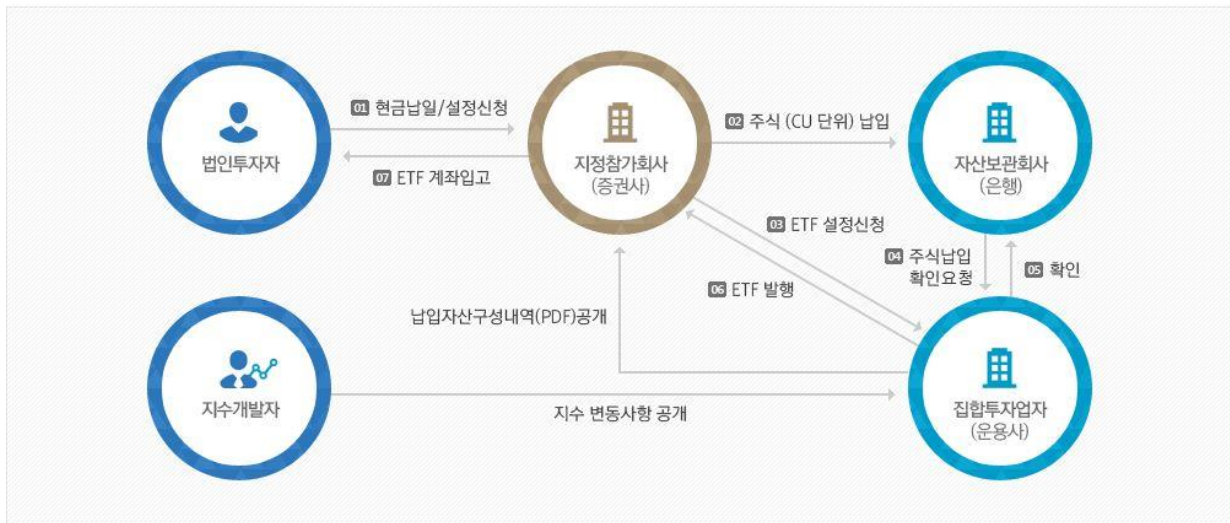 01 현금납일/설정신청
02 주식 (CU 단위) 납입
법인투자자
지정참가회사
(증권사)
자산보관회사
(은행)
07 ETF 계좌입고
03 ETF 설정신청
04 주식납입
확인요청
05 확인
06 ETF 발행
납입자산구성내역(PDF)공개
지수개발자
지수 변동사항 공개
집합투자업자
(운용사)